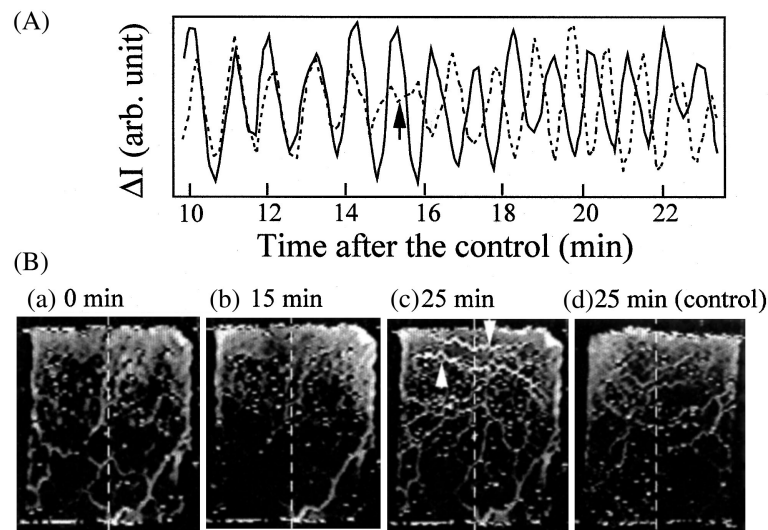 (A)
ΔI (arb. unit)
10 12 14 16 18 20 22
Time after the control (min)
(B)
(a) 0 min (b) 15 min (c) 25 min (d) 25 min (control)